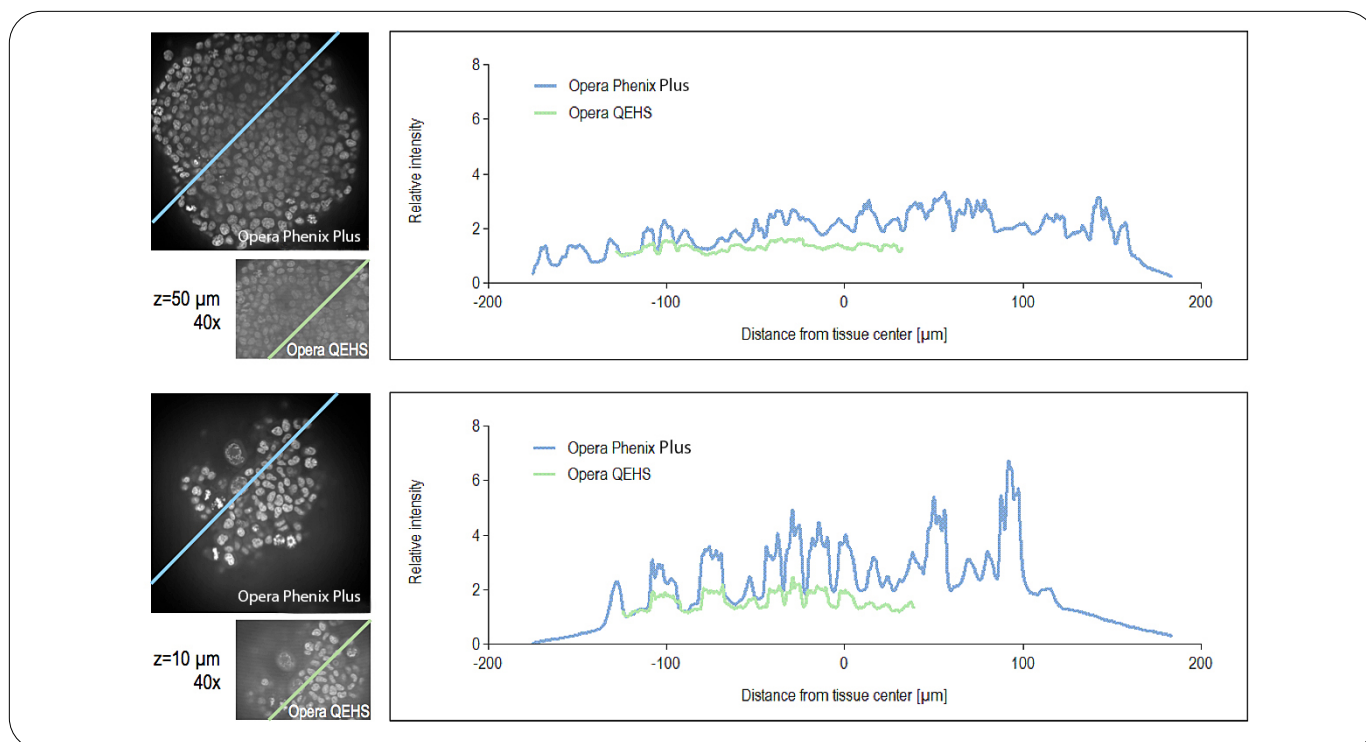 Opera Phenix Plus
z=50 µm
40x
Opera QEHS
8
6
4
2
0
Relative intensity
Opera Phenix Plus
Opera QEHS
-200 -100 0 100 200
Distance from tissue center [µm]
Opera Phenix Plus
z=10 µm
40x
Opera QEHS
8
6
4
2
0
Relative intensity
Opera Phenix Plus
Opera QEHS
-200 -100 0 100 200
Distance from tissue center [µm]